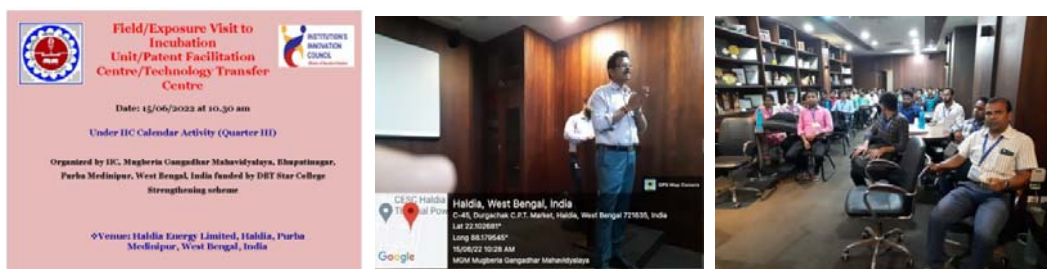 Field/Exposure Visit to
Incubation
Unit/Patent Facilitation
Centre/Technology Transfer
Centre
INSTITUTION'S
INNOVATION
COUNCIL
Date: 15/06/2022 at 10.30 am
Under IIC Calendar Activity (Quarter III)
Organized by IIC, Mugberia Gangadhar Mahavidyalaya, Bhupatinagar,
Purba Medinipur, West Bengal, India funded by DBT Star College
Strengthening scheme
❖Venue: Haldia Energy Limited, Haldia, Purba
Medinipur, West Bengal, India
GPS Map Camera
CESC Haldia
Google
Haldia, West Bengal, India
C-45, Durgachak C.P.T. Market, Haldia, West Bengal 721635, India
Lat 22.102681°
Long 88.179545°
15/06/22 10:28 AM
MGM Mugberia Gangadhar Mahavidyalaya